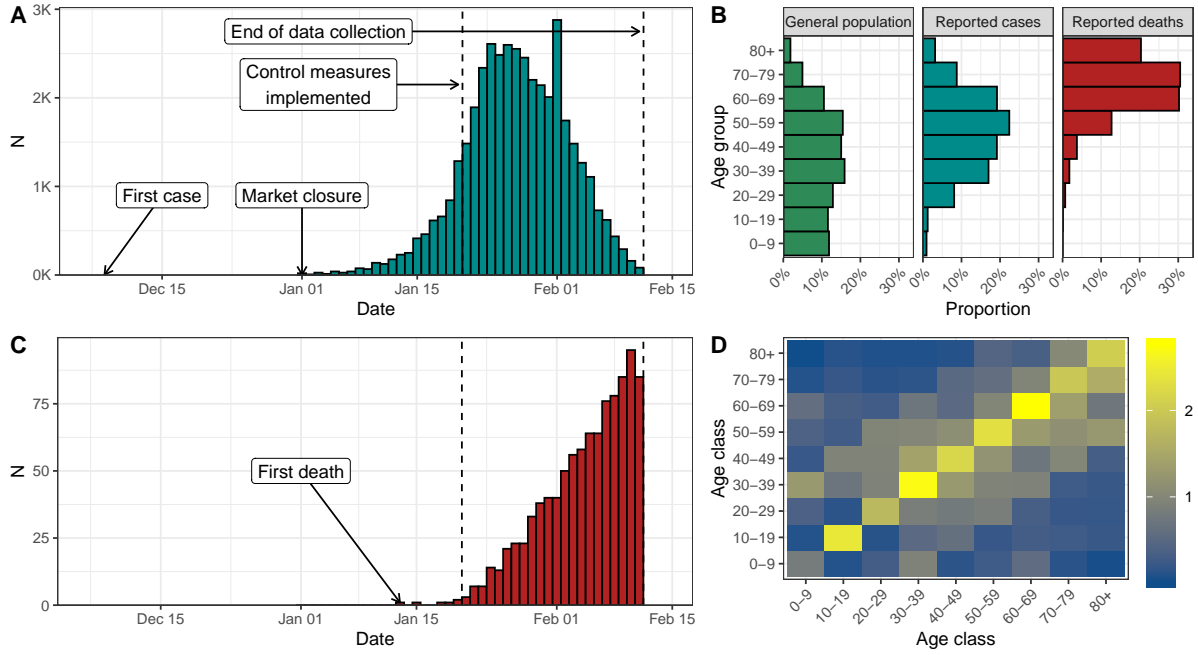 A
N
3K
2K
1K
0K
End of data collection
Control measures
implemented
First case
Market closure
Dec 15
Jan 01
Jan 15
Feb 01
Feb 15
Date
B
General population
Reported cases
Reported deaths
Age group
80+
70−79
60−69
50−59
40−49
30−39
20−29
10−19
0−9
0%
10%
20%
30%
0%
10%
20%
30%
0%
10%
20%
30%
Proportion
C
N
75
50
25
0
First death
Dec 15
Jan 01
Jan 15
Feb 01
Feb 15
Date
D
Age class
80+
70−79
60−69
50−59
40−49
30−39
20−29
10−19
0−9
0−9
10−19
20−29
30−39
40−49
50−59
60−69
70−79
80+
Age class
2
1